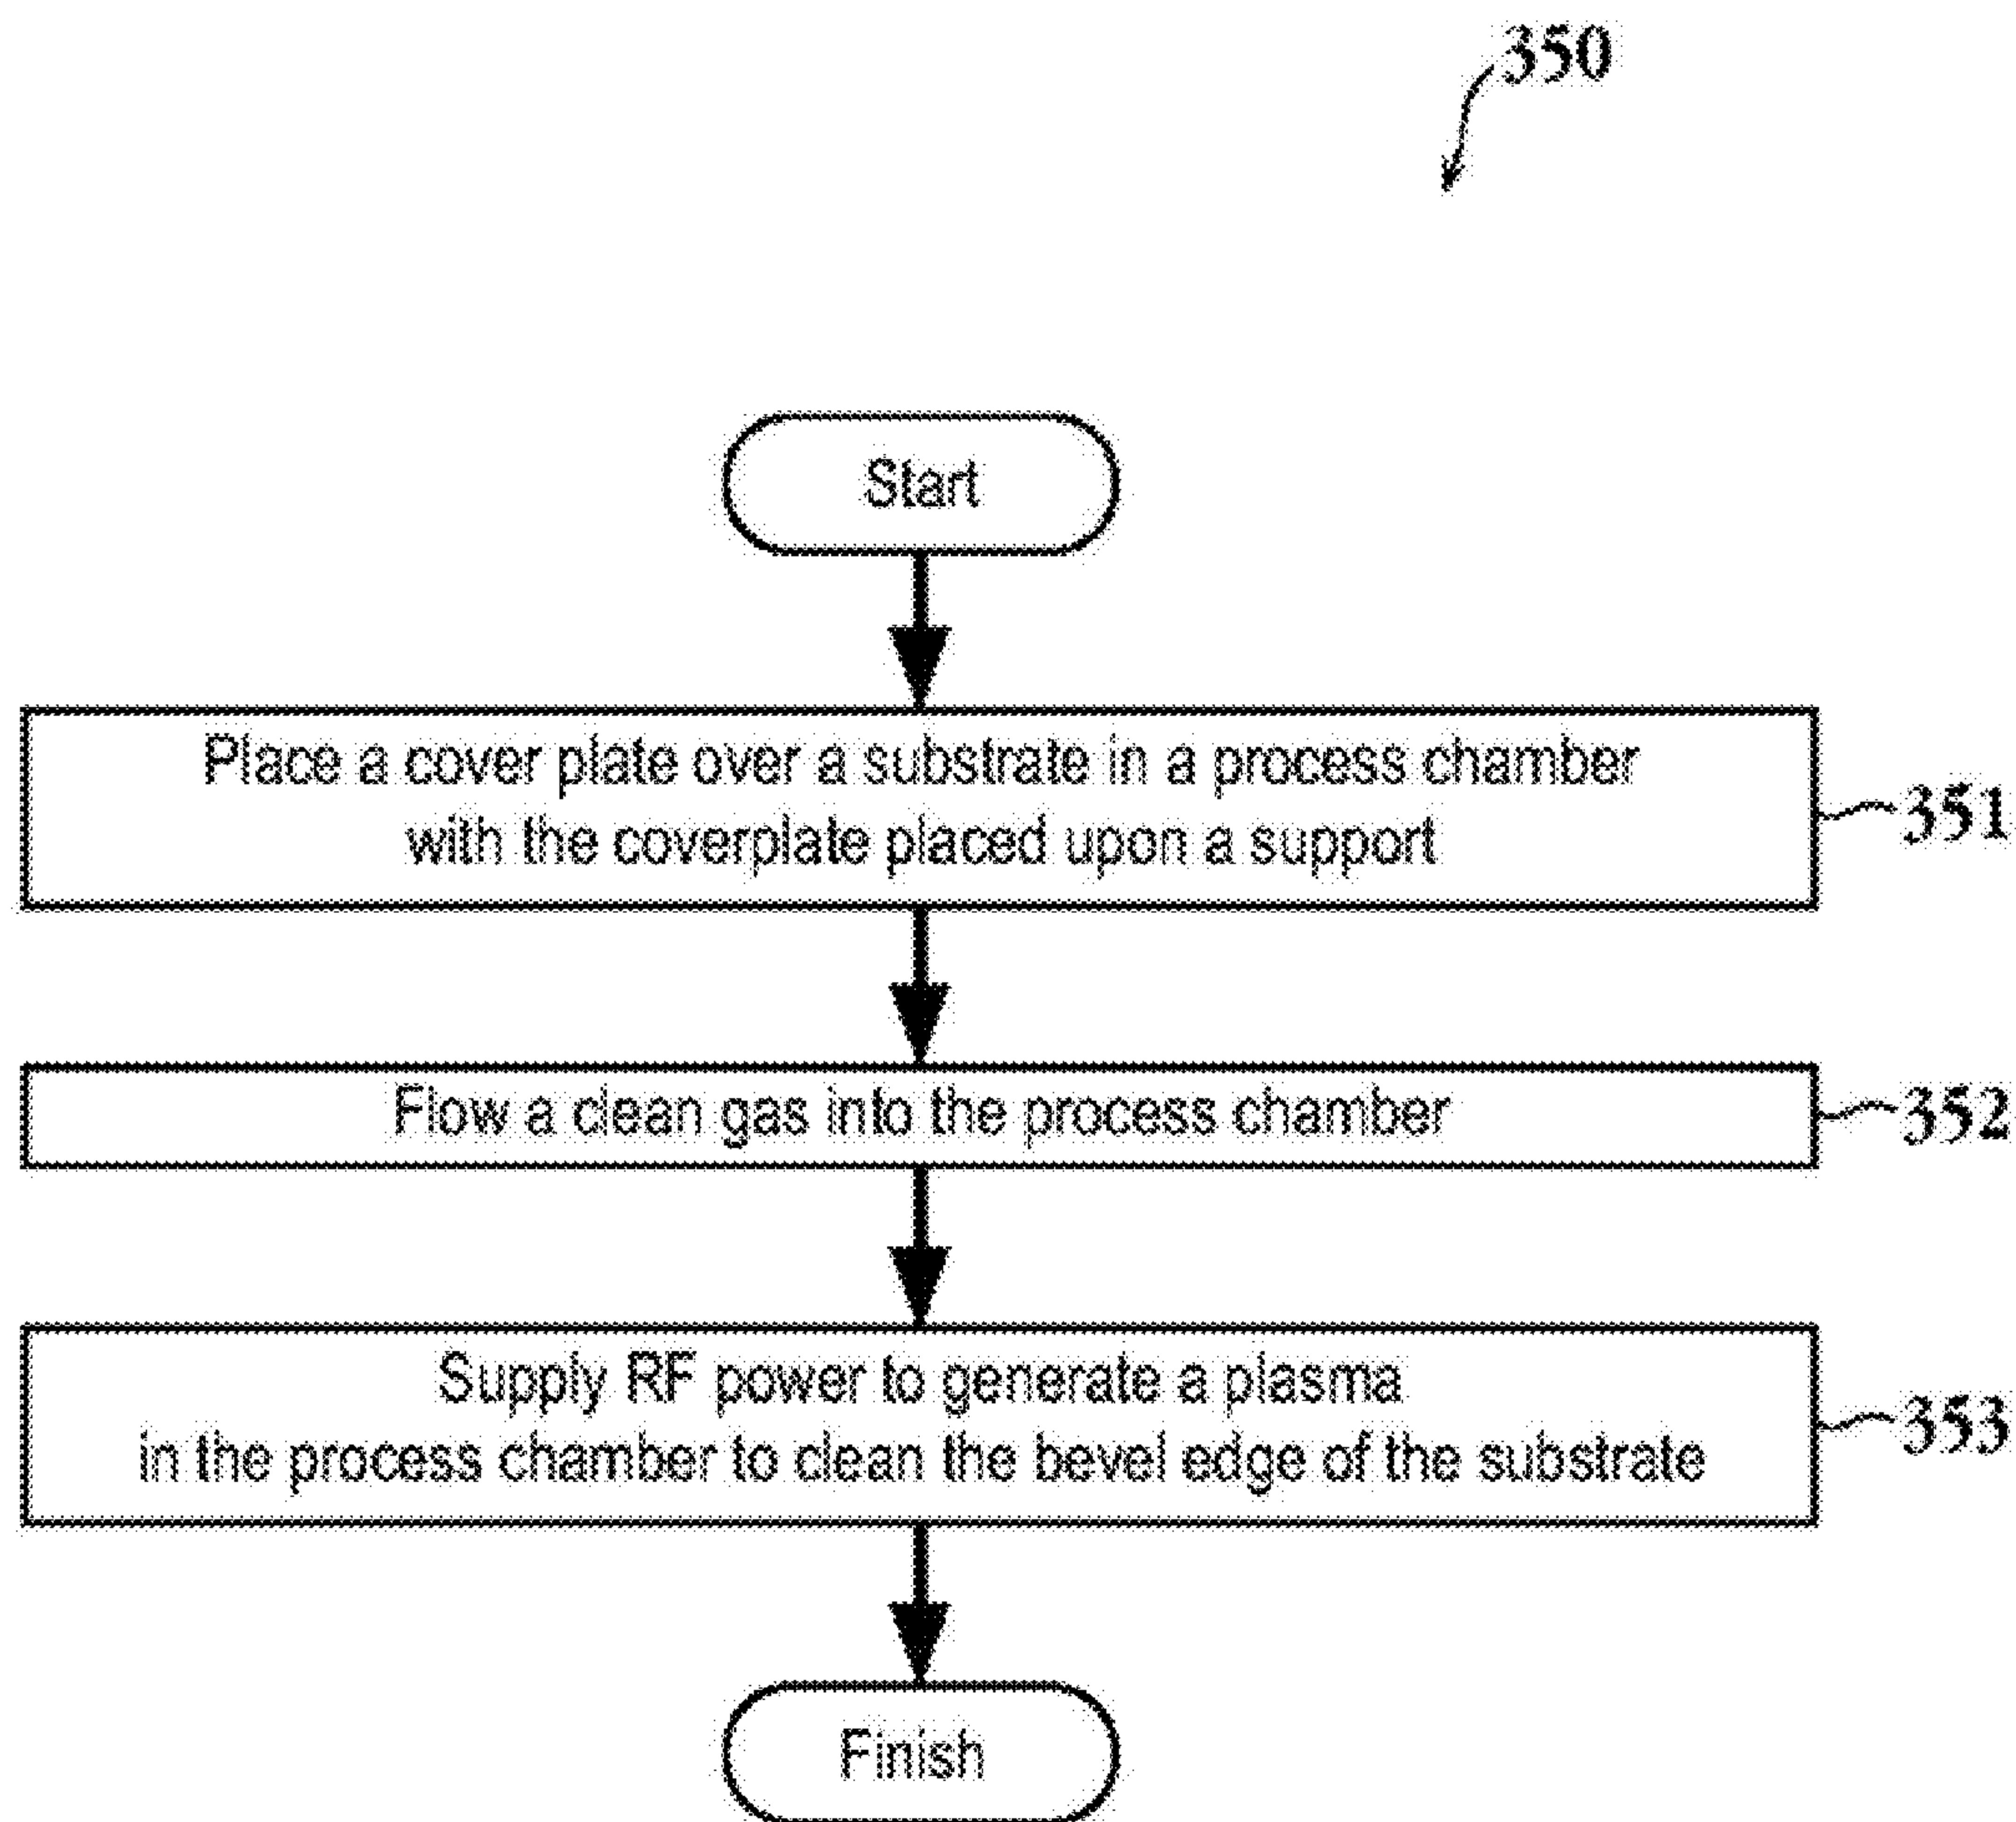 350
Start
Place a cover plate over a substrate in a process chamber
with the coverplate placed upon a support
351
Flow a clean gas into the process chamber
352
Supply RF power to generate a plasma
in the process chamber to clean the bevel edge of the substrate
353
Finish